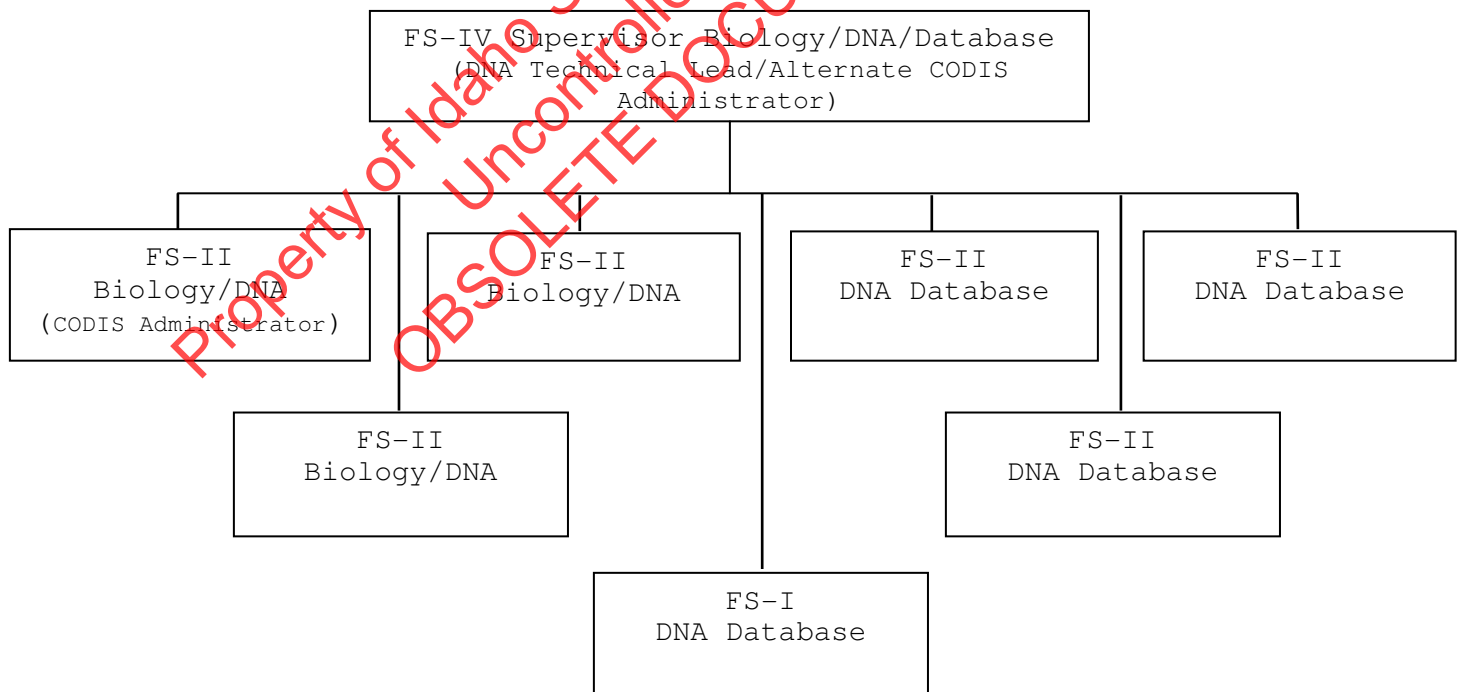 FS-IV Supervisor Biology/DNA/Database
(DNA Technical Lead/Alternate CODIS
Administrator)
FS-II
Biology/DNA
(CODIS Administrator)
FS-II
Biology/DNA
FS-II
DNA Database
FS-II
DNA Database
FS-II
Biology/DNA
FS-II
DNA Database
FS-I
DNA Database
Property of Idaho
Uncontrolle
OBSOLETE DOCU